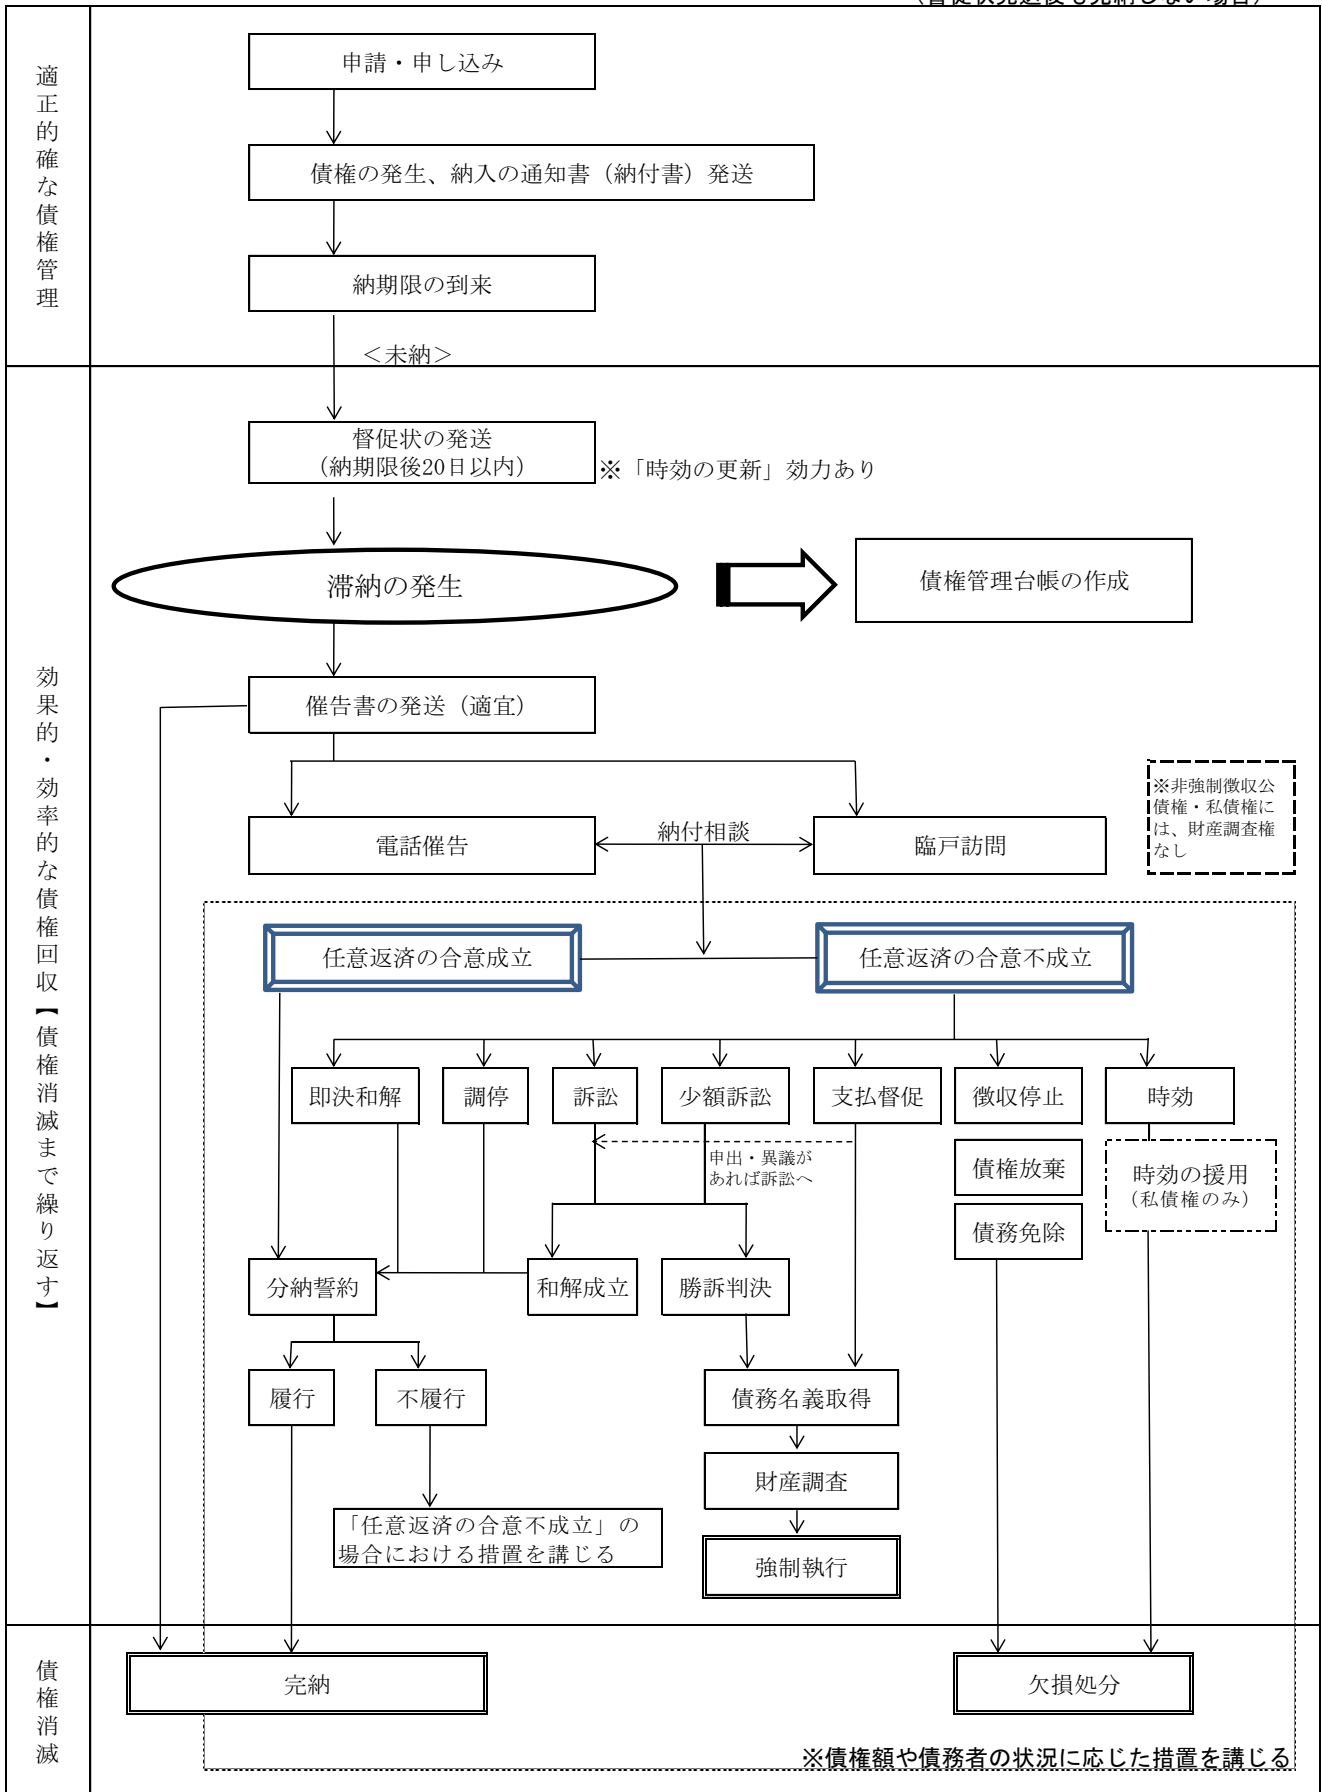 適正的確な債権管理
申請・申し込み
債権の発生、納入の通知書（納付書）発送
納期限の到来
＜未納＞
効果的・効率的な債権回収【債権消滅まで繰り返す】
督促状の発送
（納期限後20日以内）
※「時効の更新」効力あり
滞納の発生
債権管理台帳の作成
催告書の発送（適宜）
※非強制徴収公
債権・私債権に
は、財産調査権
なし
電話催告
納付相談
臨戸訪問
任意返済の合意成立
任意返済の合意不成立
即決和解
調停
訴訟
少額訴訟
支払督促
徴収停止
時効
申出・異議が
あれば訴訟へ
債権放棄
時効の援用
（私債権のみ）
債務免除
分納誓約
和解成立
勝訴判決
履行
不履行
債務名義取得
財産調査
「任意返済の合意不成立」の
場合における措置を講じる
強制執行
債権消滅
完納
欠損処分
※債権額や債務者の状況に応じた措置を講じる